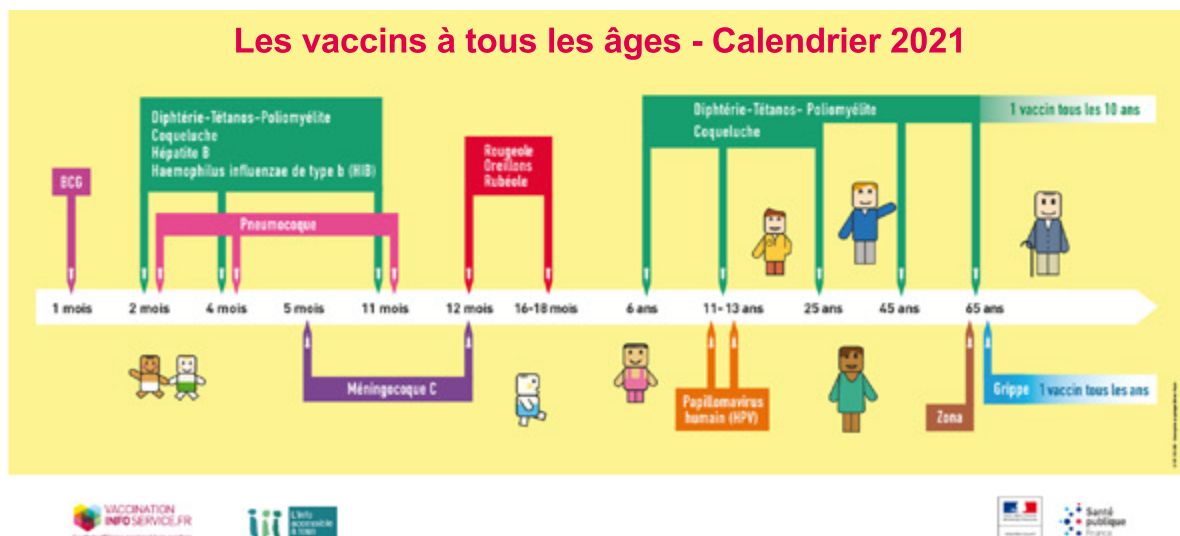 Les vaccins à tous les âges - Calendrier 2021
Diphtérie-Tétanos-Poliomyélite
Coqueluche
Hépatite B
Haemophilus influenzae de type b (HIB)
Diphtérie-Tétanos- Poliomyélite
Coqueluche
1 vaccin tous les 10 ans
Rougeole
Oreillons
Rubéole
BCG
Pneumocoque
1 mois
2 mois
4 mois
5 mois
11 mois
12 mois
16-18 mois
6 ans
11- 13 ans
25 ans
45 ans
65 ans
Méningocoque C
Papillomavirus
humain (HPV)
Zona
Grippe
1 vaccin tous les ans
VACCINATION
INFO SERVICE.FR
L'info
accessible
à tous
Santé
publique
France